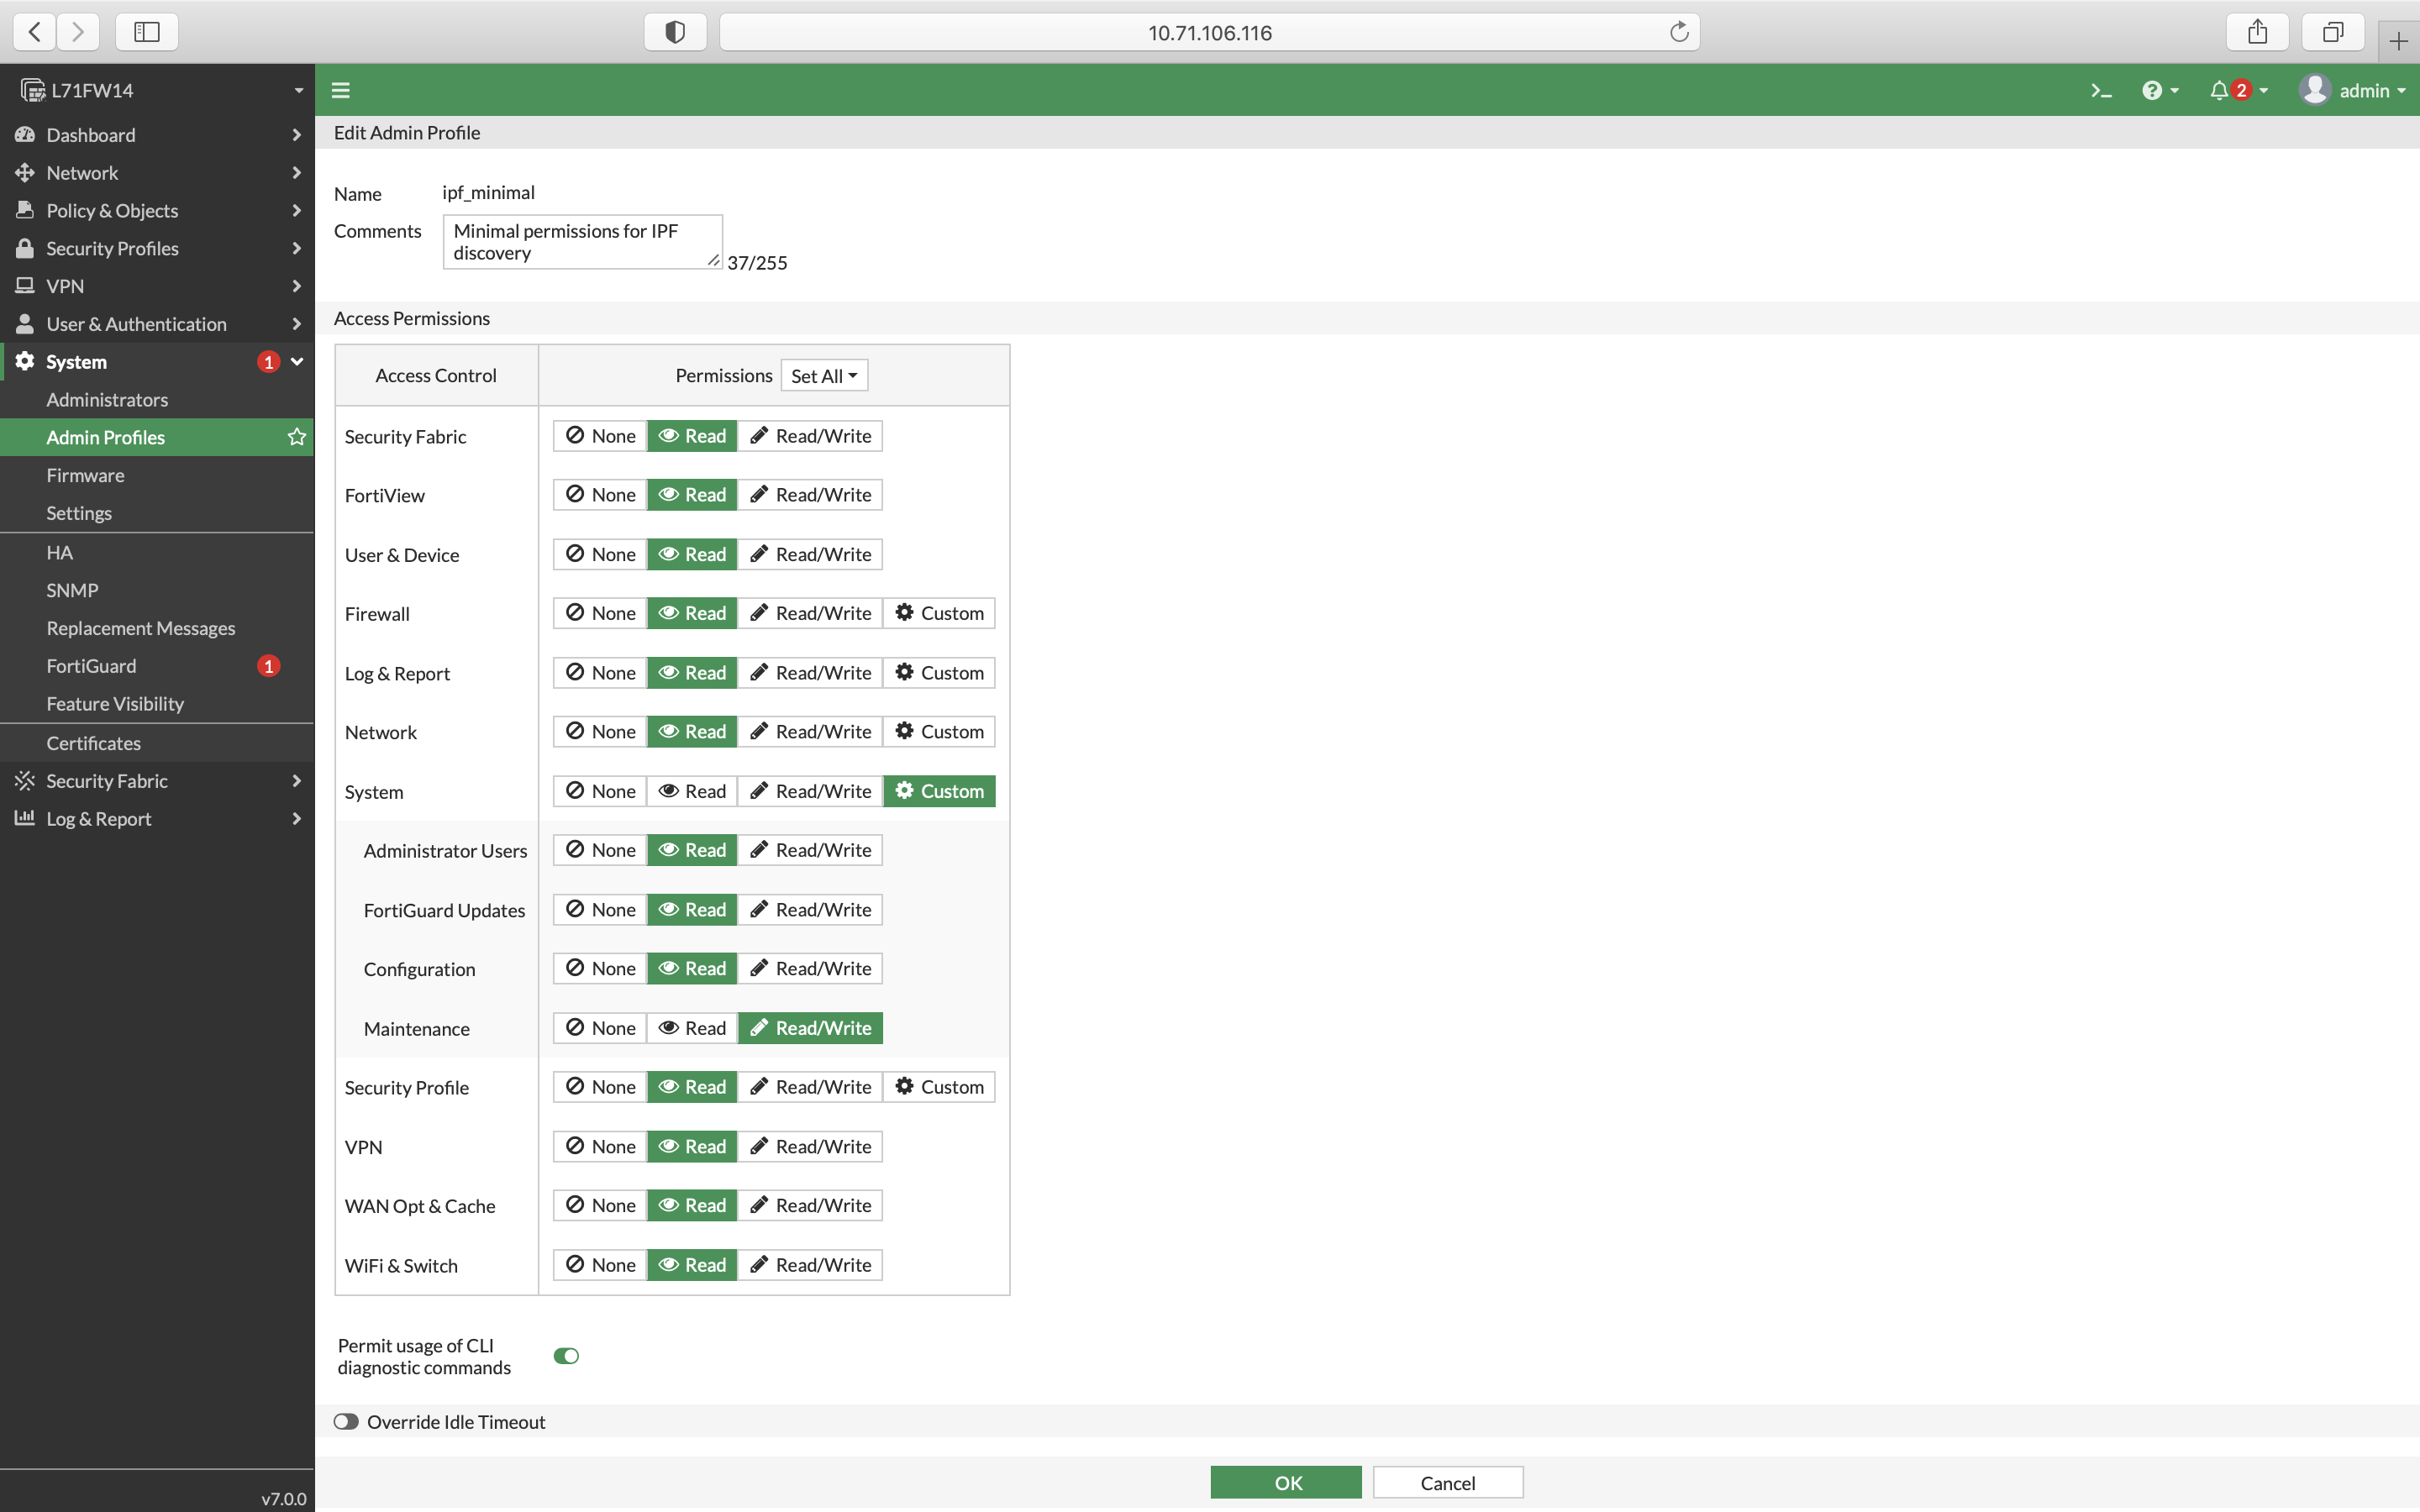 10.71.106.116
L71FW14
>_
2
admin
Dashboard
Network
Policy & Objects
Security Profiles
VPN
User & Authentication
System 1
Administrators
Admin Profiles
Firmware
Settings
HA
SNMP
Replacement Messages
FortiGuard 1
Feature Visibility
Certificates
Security Fabric
Log & Report
v7.0.0
Edit Admin Profile
Name ipf_minimal
Comments Minimal permissions for IPF
discovery
37/255
Access Permissions
Access Control Permissions Set All
Security Fabric None Read Read/Write
FortiView None Read Read/Write
User & Device None Read Read/Write
Firewall None Read Read/Write Custom
Log & Report None Read Read/Write Custom
Network None Read Read/Write Custom
System None Read Read/Write Custom
Administrator Users None Read Read/Write
FortiGuard Updates None Read Read/Write
Configuration None Read Read/Write
Maintenance None Read Read/Write
Security Profile None Read Read/Write Custom
VPN None Read Read/Write
WAN Opt & Cache None Read Read/Write
WiFi & Switch None Read Read/Write
Permit usage of CLI
diagnostic commands
Override Idle Timeout
OK Cancel